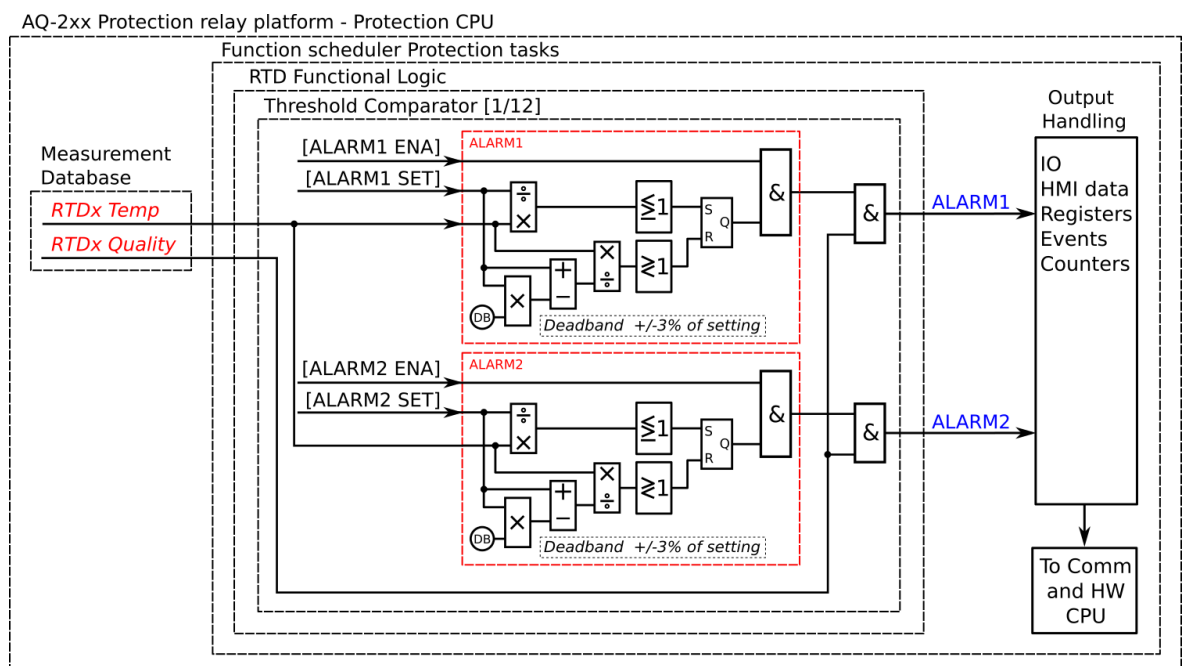 AQ-2xx Protection relay platform - Protection CPU
Function scheduler Protection tasks
RTD Functional Logic
Threshold Comparator [1/12]
Measurement
Database
RTDx Temp
RTDx Quality
[ALARM1 ENA]
[ALARM1 SET]
ALARM1
÷
×
≦1
S
R
Q
&
&
+
−
×
÷
≷1
×
DB
Deadband +/-3% of setting
ALARM1
[ALARM2 ENA]
[ALARM2 SET]
ALARM2
÷
×
≦1
S
R
Q
&
&
+
−
×
÷
≷1
×
DB
Deadband +/-3% of setting
ALARM2
Output
Handling
IO
HMI data
Registers
Events
Counters
To Comm
and HW
CPU